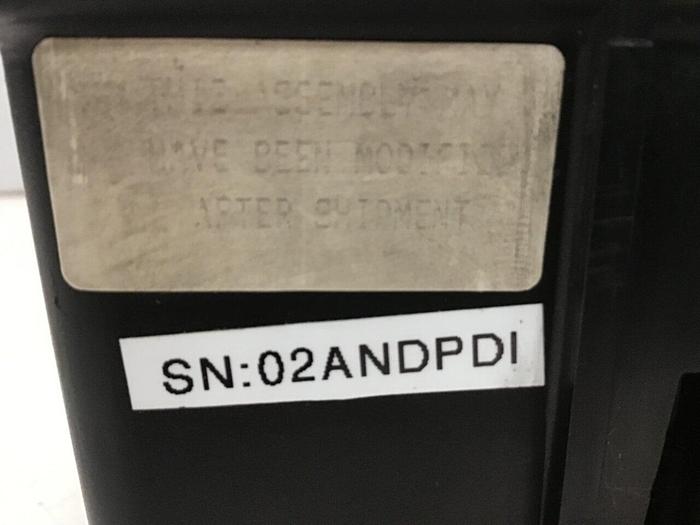 THIS ASSEMBLY MAY
HAVE BEEN MODIFIED
AFTER SHIPMENT
SN:02ANDPDI